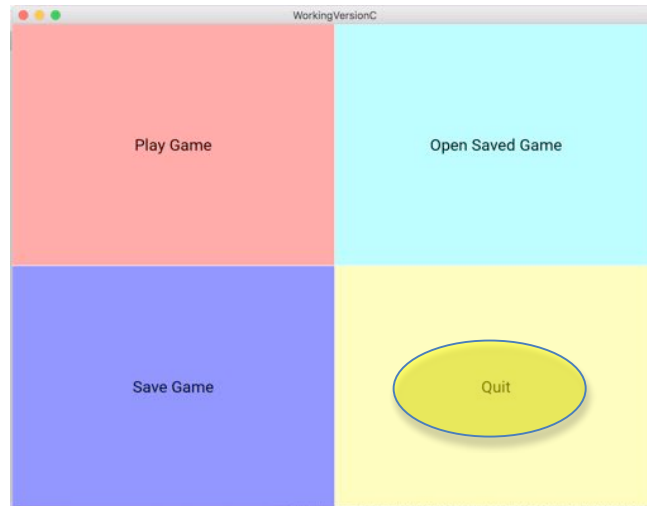 WorkingVersionC
Play Game
Open Saved Game
Save Game
Quit